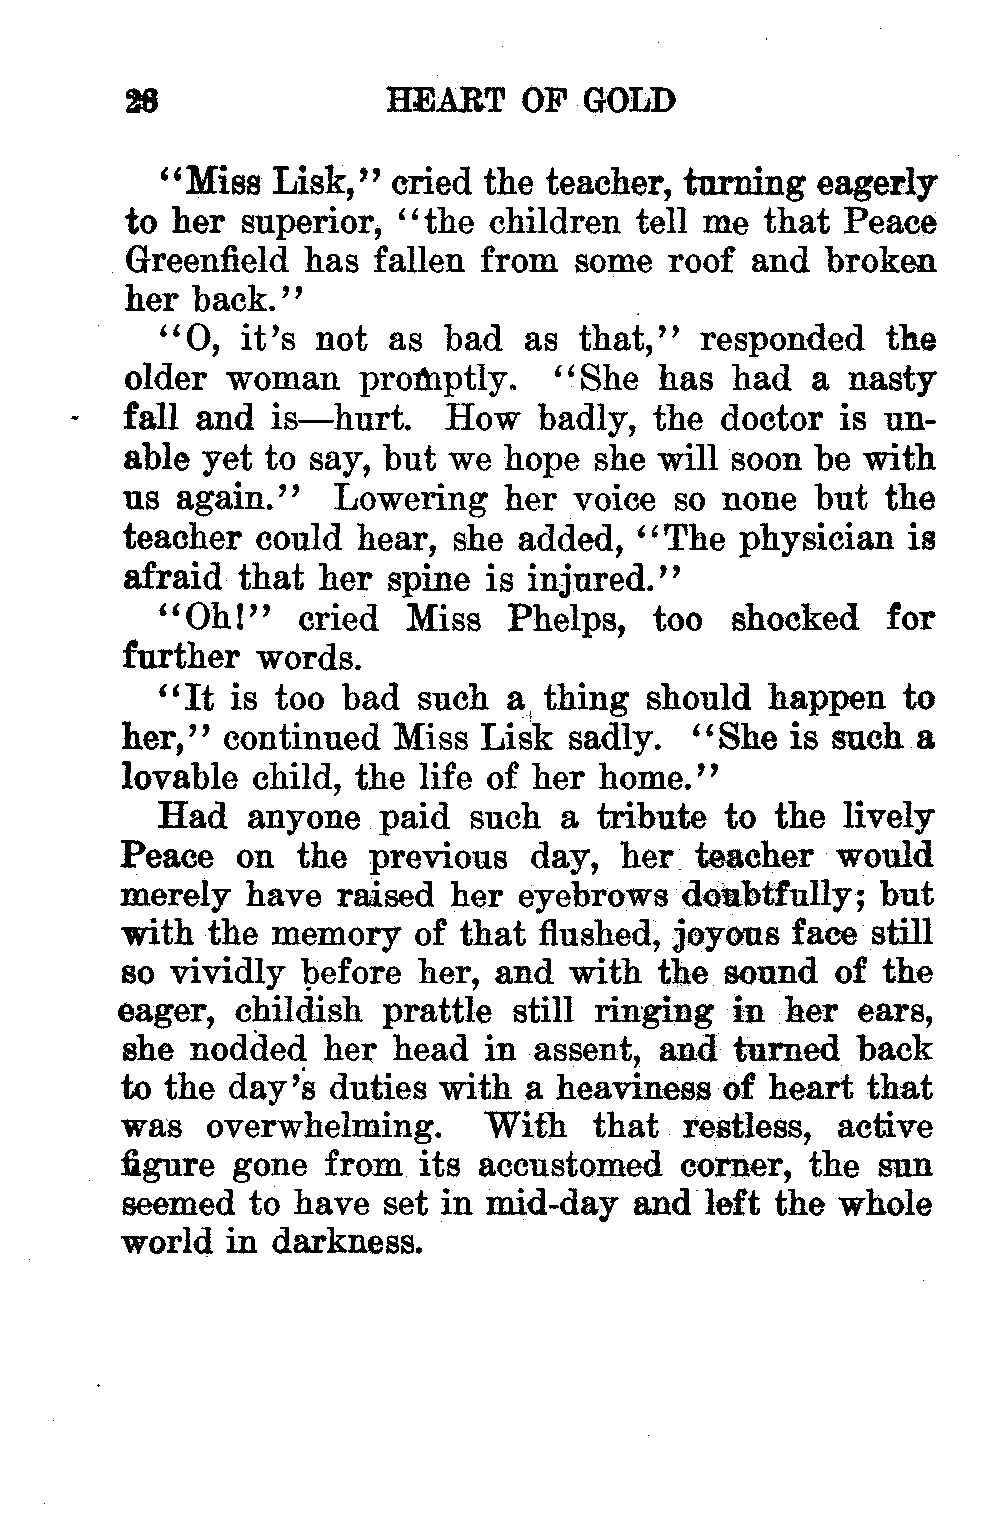 26 HEART OF GOLD
"Miss Lisk," cried the teacher, turning eagerly
to her superior, "the children tell me that Peace
Greenfield has fallen from some roof and broken
her back."
"O, it's not as bad as that," responded the
older woman promptly. "She has had a nasty
fall and is—hurt. How badly, the doctor is un-
able yet to say, but we hope she will soon be with
us again." Lowering her voice so none but the
teacher could hear, she added, "The physician is
afraid that her spine is injured."
"Oh!" cried Miss Phelps, too shocked for
further words.
"It is too bad such a thing should happen to
her," continued Miss Lisk sadly. "She is such a
lovable child, the life of her home."
Had anyone paid such a tribute to the lively
Peace on the previous day, her teacher would
merely have raised her eyebrows doubtfully; but
with the memory of that flushed, joyous face still
so vividly before her, and with the sound of the
eager, childish prattle still ringing in her ears,
she nodded her head in assent, and turned back
to the day's duties with a heaviness of heart that
was overwhelming. With that restless, active
figure gone from its accustomed corner, the sun
seemed to have set in mid-day and left the whole
world in darkness.